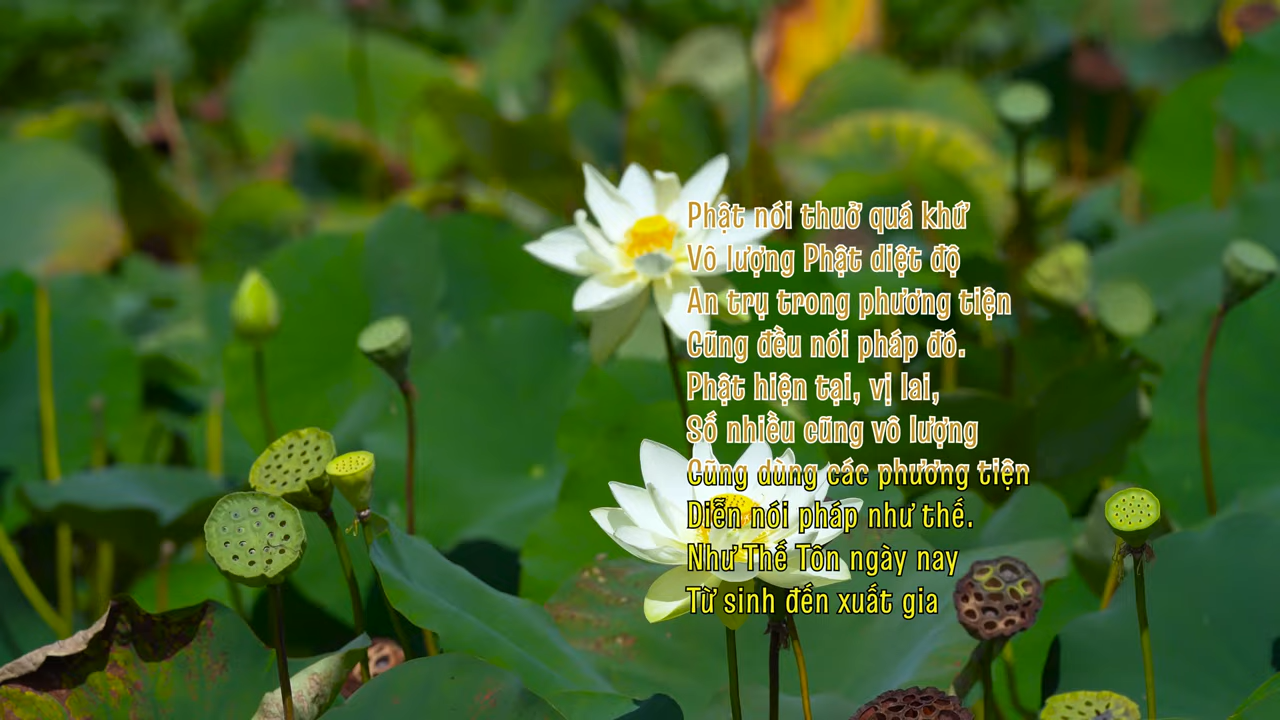 Phật nói thuở quá khứ
Vô lượng Phật diệt độ
An trụ trong phương tiện
Cũng đều nói pháp đó.
Phật hiện tại, vị lai,
Số nhiều cũng vô lượng
Cũng dùng các phương tiện
Diễn nói pháp như thế.
Như Thế Tôn ngày nay
Từ sinh đến xuất gia